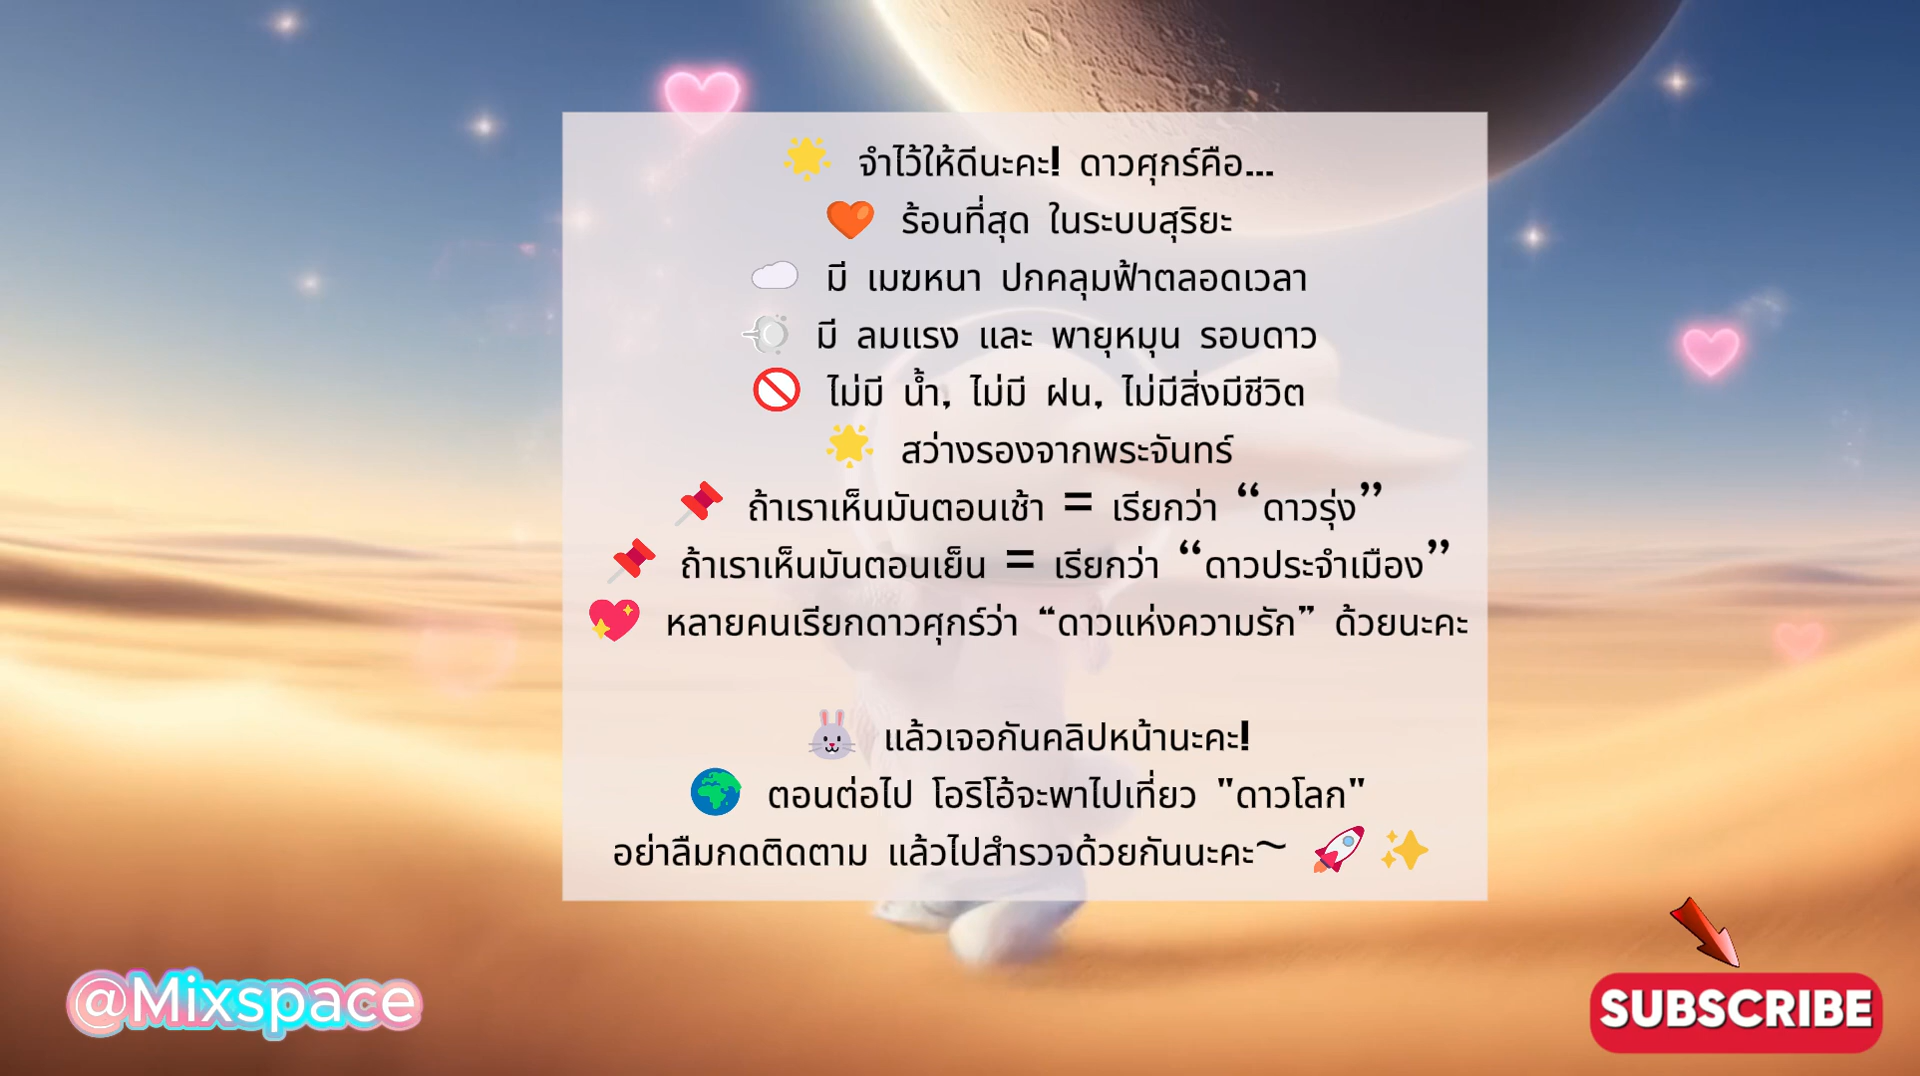 🌟 จำไว้ให้ดีนะคะ! ดาวศุกร์คือ...
🧡 ร้อนที่สุด ในระบบสุริยะ
☁️ มี เมฆหนา ปกคลุมฟ้าตลอดเวลา
💨 มี ลมแรง และ พายุหมุน รอบดาว
🚫 ไม่มี น้ำ, ไม่มี ฝน, ไม่มีสิ่งมีชีวิต
🌟 สว่างรองจากพระจันทร์
📌 ถ้าเราเห็นมันตอนเช้า = เรียกว่า “ดาวรุ่ง”
📌 ถ้าเราเห็นมันตอนเย็น = เรียกว่า “ดาวประจำเมือง”
💖 หลายคนเรียกดาวศุกร์ว่า “ดาวแห่งความรัก” ด้วยนะคะ
🐰 แล้วเจอกันคลิปหน้านะคะ!
🌍 ตอนต่อไป โอริโอ้จะพาไปเที่ยว "ดาวโลก"
อย่าลืมกดติดตาม แล้วไปสำรวจด้วยกันนะคะ~ 🚀 ✨
@Mixspace
SUBSCRIBE